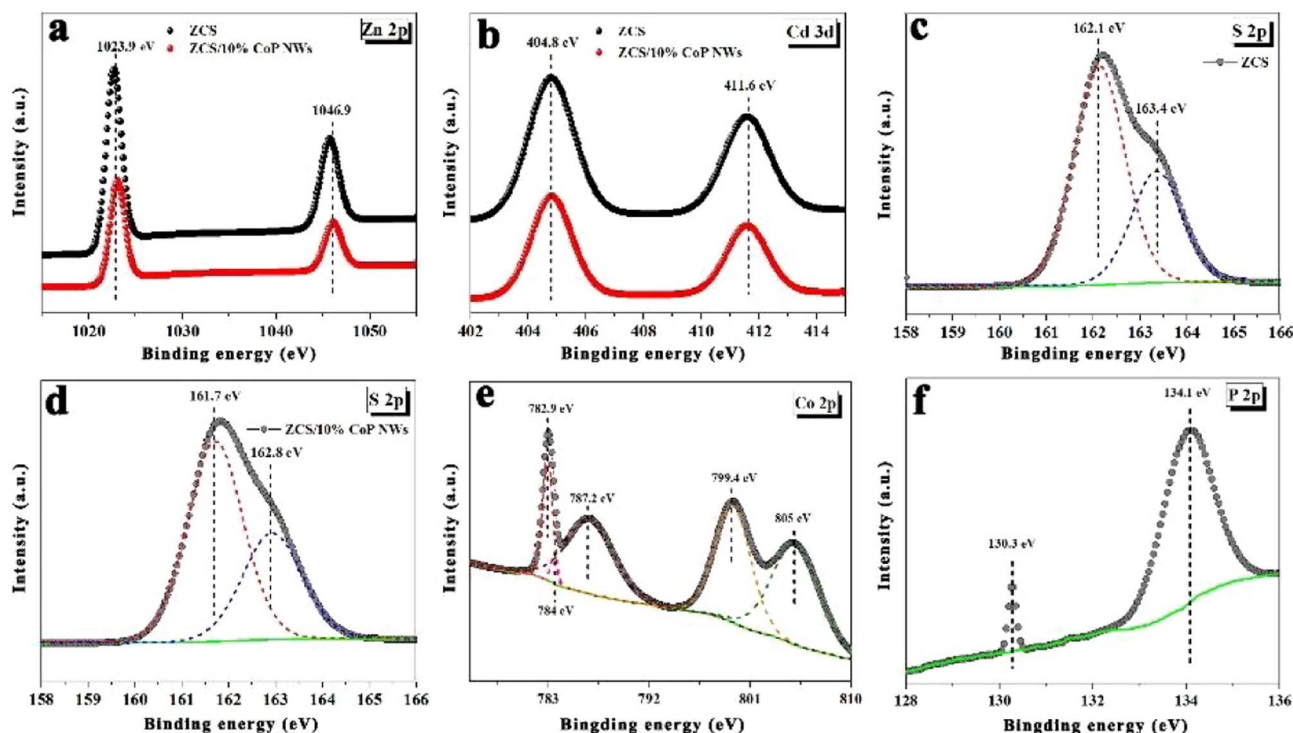 a
1023.9 eV
ZCS
ZCS/10% CoP NWs
Zn 2p
1046.9
Intensity (a.u.)
1020 1030 1040 1050
Binding energy (eV)
b
404.8 eV
ZCS
ZCS/10% CoP NWs
Cd 3d
411.6 eV
Intensity (a.u.)
402 404 406 408 410 412 414
Binding energy (eV)
c
162.1 eV
S 2p
ZCS
163.4 eV
Intensity (a.u.)
158 159 160 161 162 163 164 165 166
Bingding energy (eV)
d
161.7 eV
S 2p
ZCS/10% CoP NWs
162.8 eV
Intensity (a.u.)
158 159 160 161 162 163 164 165 166
Binding energy (eV)
e
782.9 eV
Co 2p
787.2 eV
799.4 eV
805 eV
784 eV
Intensity (a.u.)
783 792 801 810
Bingding energy (eV)
f
134.1 eV
P 2p
130.3 eV
Intensity (a.u.)
128 130 132 134 136
Bingding energy (eV)